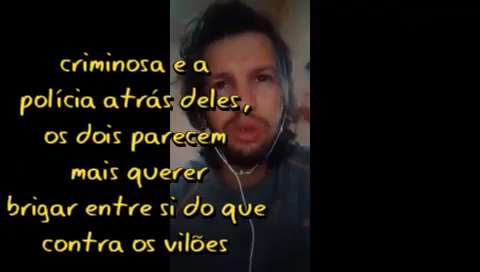 criminosa e a
polícia atrás deles,
os dois parecem
mais querer
brigar entre si do que
contra os vilões